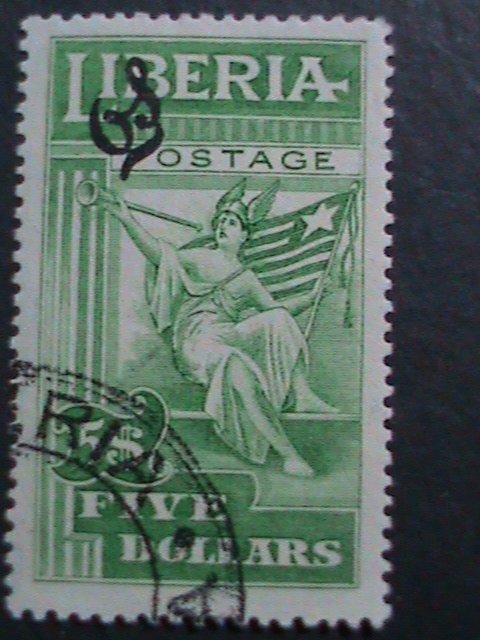 LIBERIA
POSTAGE
5$
FIVE
DOLLARS